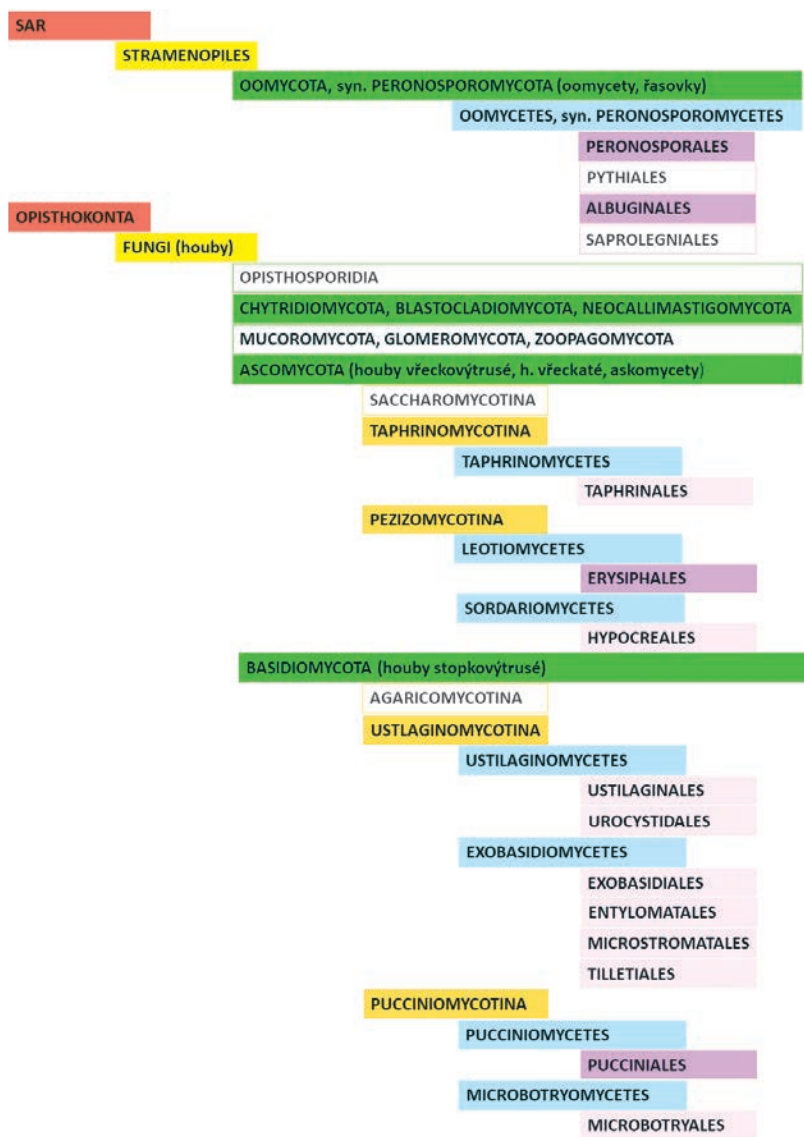 SAR
STRAMENOPILES
OOMYCOTA, syn. PERONOSPOROMYCOTA (oomycety, řasovky)
OOMYCETES, syn. PERONOSPOROMYCETES
PERONOSPORALES
PYTHIALES
ALBUGINALES
SAPROLEGNIALES
OPISTHOKONTA
FUNGI (houby)
OPISTHOSPORIDIA
CHYTRIDIOMYCOTA, BLASTOCLADIOMYCOTA, NEOCALLIMASTIGOMYCOTA
MUCOROMYCOTA, GLOMEROMYCOTA, ZOOPAGOMYCOTA
ASCOMYCOTA (houby vřeckovýtrusé, h. vřeckaté, askomycety)
SACCHAROMYCOTINA
TAPHRINOMYCOTINA
TAPHRINOMYCETES
TAPHRINALES
PEZIZOMYCOTINA
LEOTIOMYCETES
ERYSIPHALES
SORDARIOMYCETES
HYPOCREALES
BASIDIOMYCOTA (houby stopkovýtrusé)
AGARICOMYCOTINA
USTLAGINOMYCOTINA
USTILAGINOMYCETES
USTILAGINALES
UROCYSTIDALES
EXOBASIDIOMYCETES
EXOBASIDIALES
ENTYLOMATALES
MICROSTROMATALES
TILLETIALES
PUCCINIOMYCOTINA
PUCCINIOMYCETES
PUCCINIALES
MICROBOTRYOMYCETES
MICROBOTRYALES